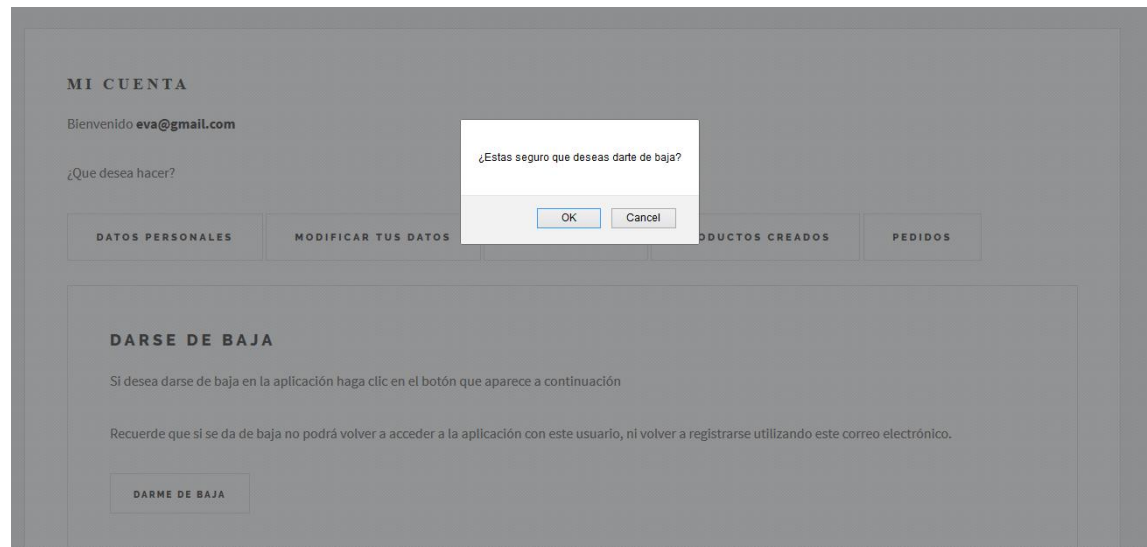 MI CUENTA
Bienvenido eva@gmail.com
¿Estas seguro que deseas darte de baja?
¿Que desea hacer?
OK Cancel
DATOS PERSONALES MODIFICAR TUS DATOS ODUCTOS CREADOS PEDIDOS
DARSE DE BAJA
Si desea darse de baja en la aplicación haga clic en el botón que aparece a continuación
Recuerde que si se da de baja no podrá volver a acceder a la aplicación con este usuario, ni volver a registrarse utilizando este correo electrónico.
DARME DE BAJA